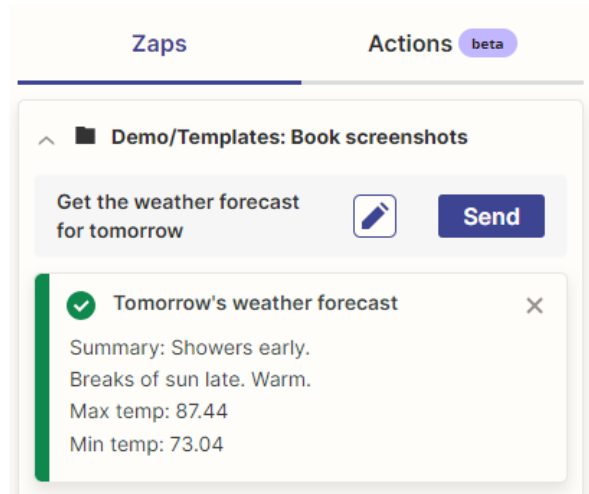 Zaps
Actions beta
Demo/Templates: Book screenshots
Get the weather forecast
for tomorrow
Send
Tomorrow's weather forecast
Summary: Showers early.
Breaks of sun late. Warm.
Max temp: 87.44
Min temp: 73.04